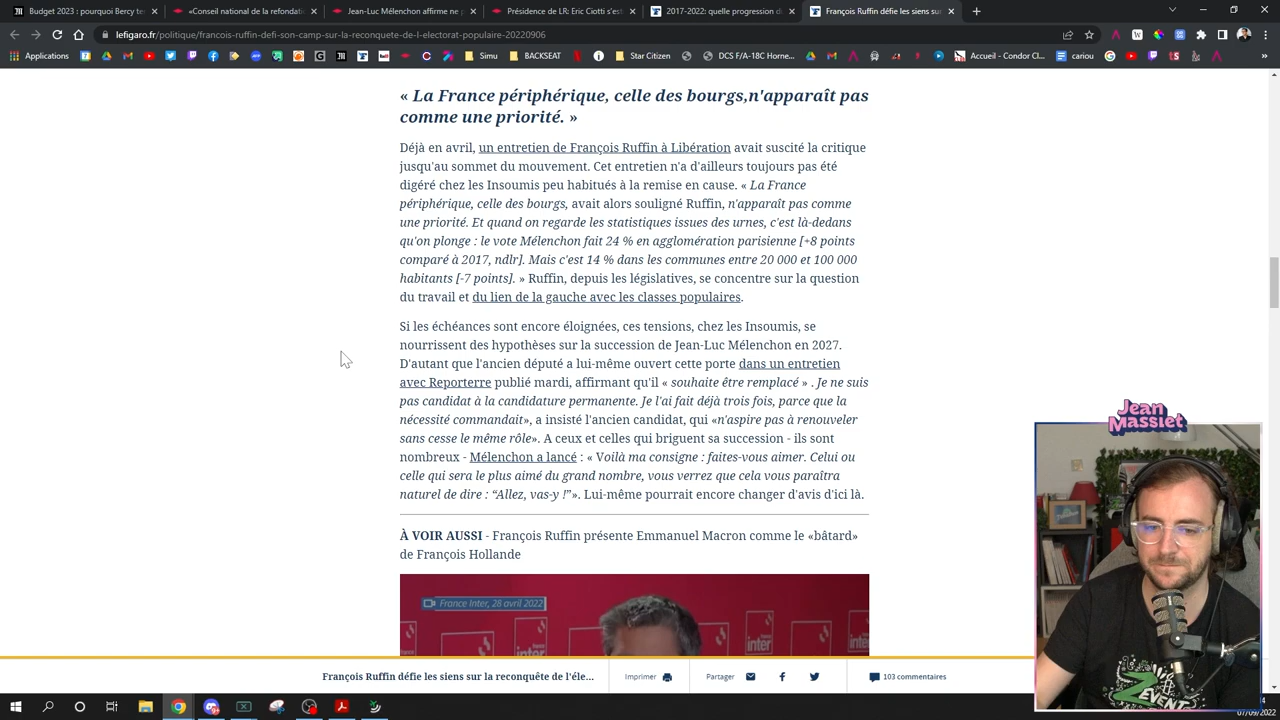 Budget 2023 : pourquoi Bercy te
«Conseil national de la refondati
Jean-Luc Mélenchon affirme ne p
Présidence de LR: Eric Ciotti s'est
2017-2022: quelle progression d
François Ruffin défie les siens sur
lefigaro.fr/politique/francois-ruffin-defi-son-camp-sur-la-reconquete-de-l-electorat-populaire-20220906
Applications
Simu
BACKSEAT
Star Citizen
DCS F/A-18C Horne...
Accueil - Condor Cl...
cariou
« La France périphérique, celle des bourgs,n'apparaît pas
comme une priorité. »
Déjà en avril, un entretien de François Ruffin à Libération avait suscité la critique
jusqu'au sommet du mouvement. Cet entretien n'a d'ailleurs toujours pas été
digéré chez les Insoumis peu habitués à la remise en cause. « La France
périphérique, celle des bourgs, avait alors souligné Ruffin, n'apparaît pas comme
une priorité. Et quand on regarde les statistiques issues des urnes, c'est là-dedans
qu'on plonge : le vote Mélenchon fait 24 % en agglomération parisienne [+8 points
comparé à 2017, ndlr]. Mais c'est 14 % dans les communes entre 20 000 et 100 000
habitants [-7 points]. » Ruffin, depuis les législatives, se concentre sur la question
du travail et du lien de la gauche avec les classes populaires.
Si les échéances sont encore éloignées, ces tensions, chez les Insoumis, se
nourrissent des hypothèses sur la succession de Jean-Luc Mélenchon en 2027.
D'autant que l'ancien député a lui-même ouvert cette porte dans un entretien
avec Reporterre publié mardi, affirmant qu'il « souhaite être remplacé » . Je ne suis
pas candidat à la candidature permanente. Je l'ai fait déjà trois fois, parce que la
nécessité commandait», a insisté l'ancien candidat, qui «n'aspire pas à renouveler
sans cesse le même rôle». A ceux et celles qui briguent sa succession - ils sont
nombreux - Mélenchon a lancé : « Voilà ma consigne : faites-vous aimer. Celui ou
celle qui sera le plus aimé du grand nombre, vous verrez que cela vous paraîtra
naturel de dire : “Allez, vas-y !”». Lui-même pourrait encore changer d'avis d'ici là.
À VOIR AUSSI - François Ruffin présente Emmanuel Macron comme le «bâtard»
de François Hollande
France Inter, 28 avril 2022
inter
inter
inter
François Ruffin défie les siens sur la reconquête de l'éle...
Imprimer
Partager
103 commentaires
Jean
Massiet
07/09/2022